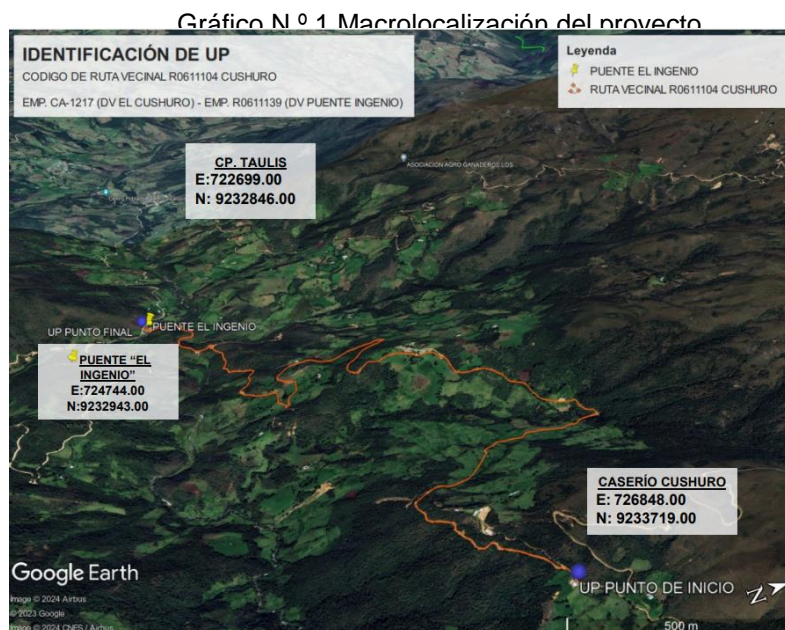 Gráfico N.º 1 Macrolocalización del proyecto
IDENTIFICACIÓN DE UP
CODIGO DE RUTA VECINAL R0611104 CUSHURO
EMP. CA-1217 (DV EL CUSHURO) - EMP. R0611139 (DV PUENTE INGENIO)
Leyenda
PUENTE EL INGENIO
RUTA VECINAL R0611104 CUSHURO
CP. TAULIS
E:722699.00
N: 9232846.00
ASOCIACION AGRO GANADEROS LOS
UP PUNTO FINAL
PUENTE EL INGENIO
PUENTE “EL
INGENIO”
E:724744.00
N:9232943.00
CASERÍO CUSHURO
E: 726848.00
N: 9233719.00
UP PUNTO DE INICIO
Google Earth
Image © 2024 Airbus
© 2023 Google
Image © 2024 CNES / Airbus
500 m